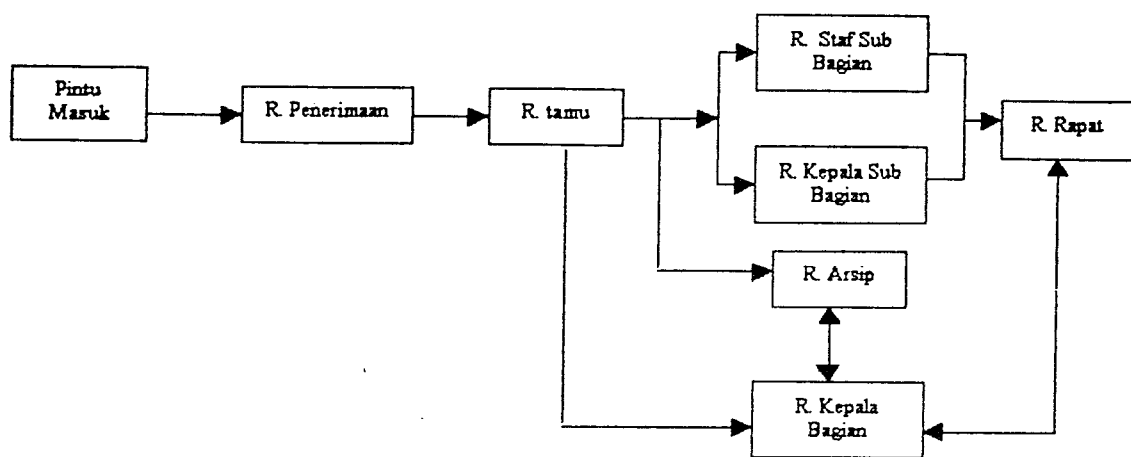 Pintu
Masuk
R. Penerimaan
R. tamu
R. Staf Sub
Bagian
R. Kepala Sub
Bagian
R. Rapat
R. Arsip
R. Kepala
Bagian